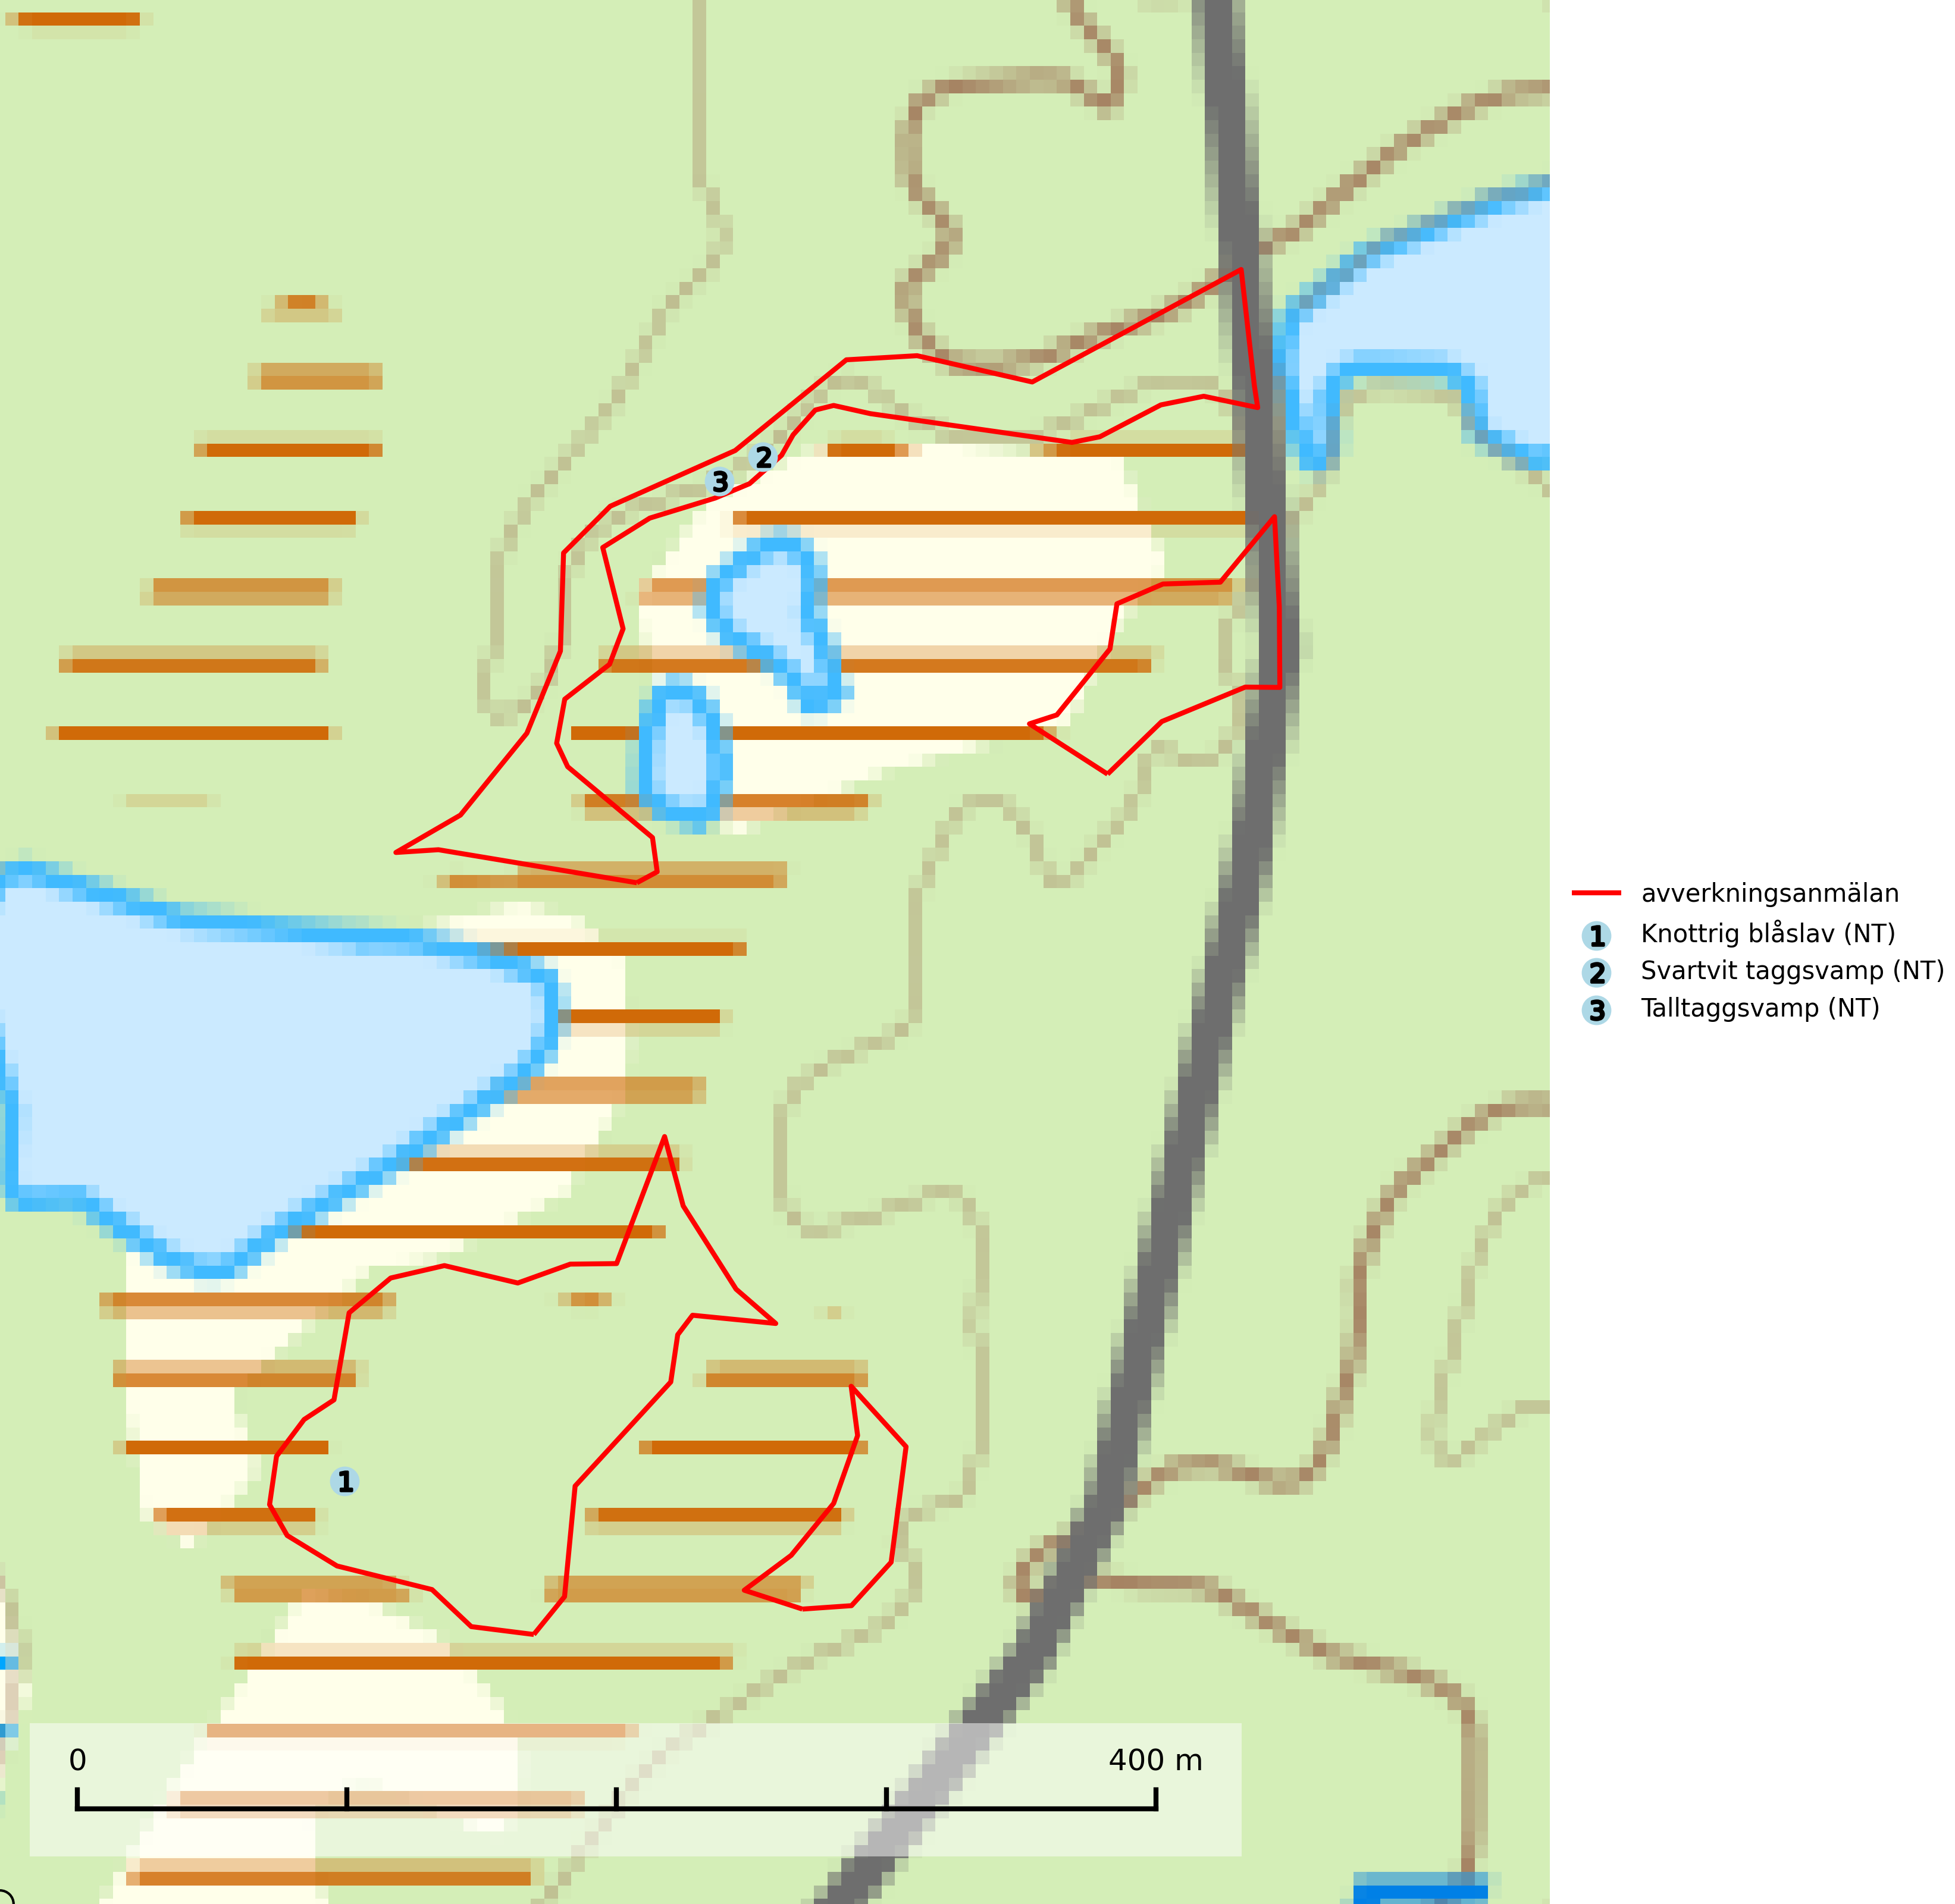 2
3
avverkningsanmälan
1 Knottrig blåslav (NT)
2 Svartvit taggsvamp (NT)
3 Talltaggsvamp (NT)
1
0 400 m